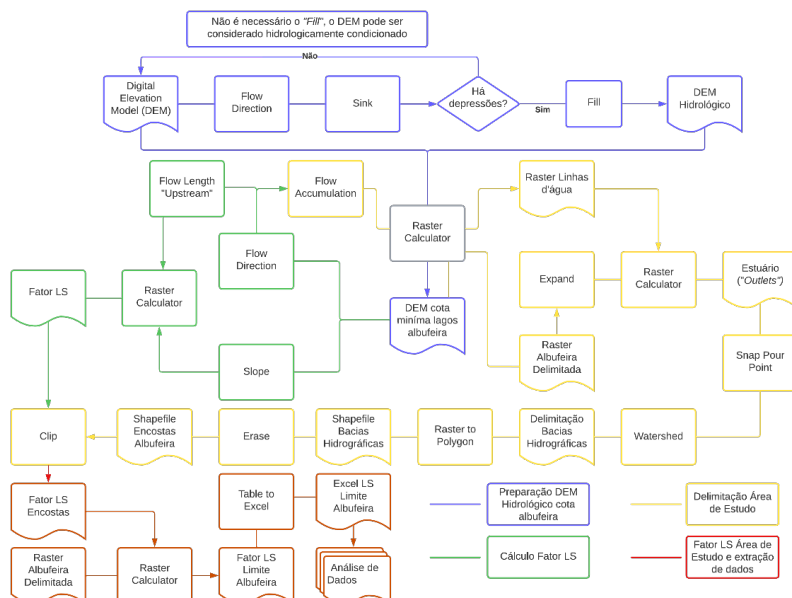 Não é necessário o "Fill", o DEM pode ser
considerado hidrologicamente condicionado
Não
Digital
Elevation
Model (DEM)
Flow
Direction
Sink
Há
depressões?
Sim
Fill
DEM
Hidrológico
Flow Length
"Upstream"
Flow
Accumulation
Raster Linhas
d'água
Raster
Calculator
Flow
Direction
Fator LS
Raster
Calculator
DEM cota
miníma lagos
albufeira
Expand
Raster
Calculator
Estuário
("Outlets")
Raster
Albufeira
Delimitada
Snap Pour
Point
Slope
Clip
Shapefile
Encostas
Albufeira
Erase
Shapefile
Bacias
Hidrográficas
Raster to
Polygon
Delimitação
Bacias
Hidrográficas
Watershed
Fator LS
Encostas
Table to
Excel
Excel LS
Limite
Albufeira
Raster
Albufeira
Delimitada
Raster
Calculator
Fator LS
Limite
Albufeira
Análise de
Dados
Preparação DEM
Hidrológico cota
albufeira
Delimitação Área
de Estudo
Cálculo Fator LS
Fator LS Área de
Estudo e extração
de dados